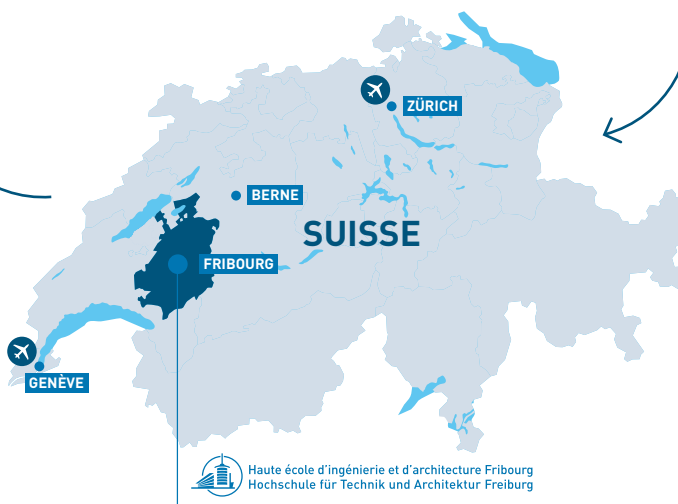 ZÜRICH
BERNE
SUISSE
FRIBOURG
GENÈVE
Haute école d'ingénierie et d'architecture Fribourg
Hochschule für Technik und Architektur Freiburg